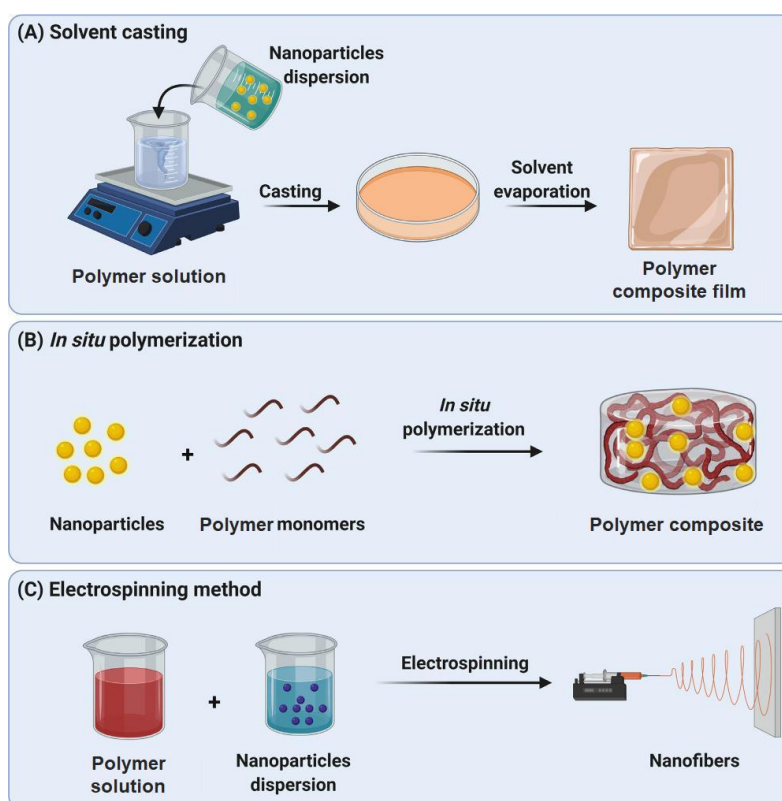 (A) Solvent casting
Nanoparticles
dispersion
Casting
Solvent
evaporation
Polymer solution
Polymer
composite film
(B) In situ polymerization
In situ
polymerization
Nanoparticles
+
Polymer monomers
Polymer composite
(C) Electrospinning method
Electrospinning
+
Polymer
solution
Nanoparticles
dispersion
Nanofibers